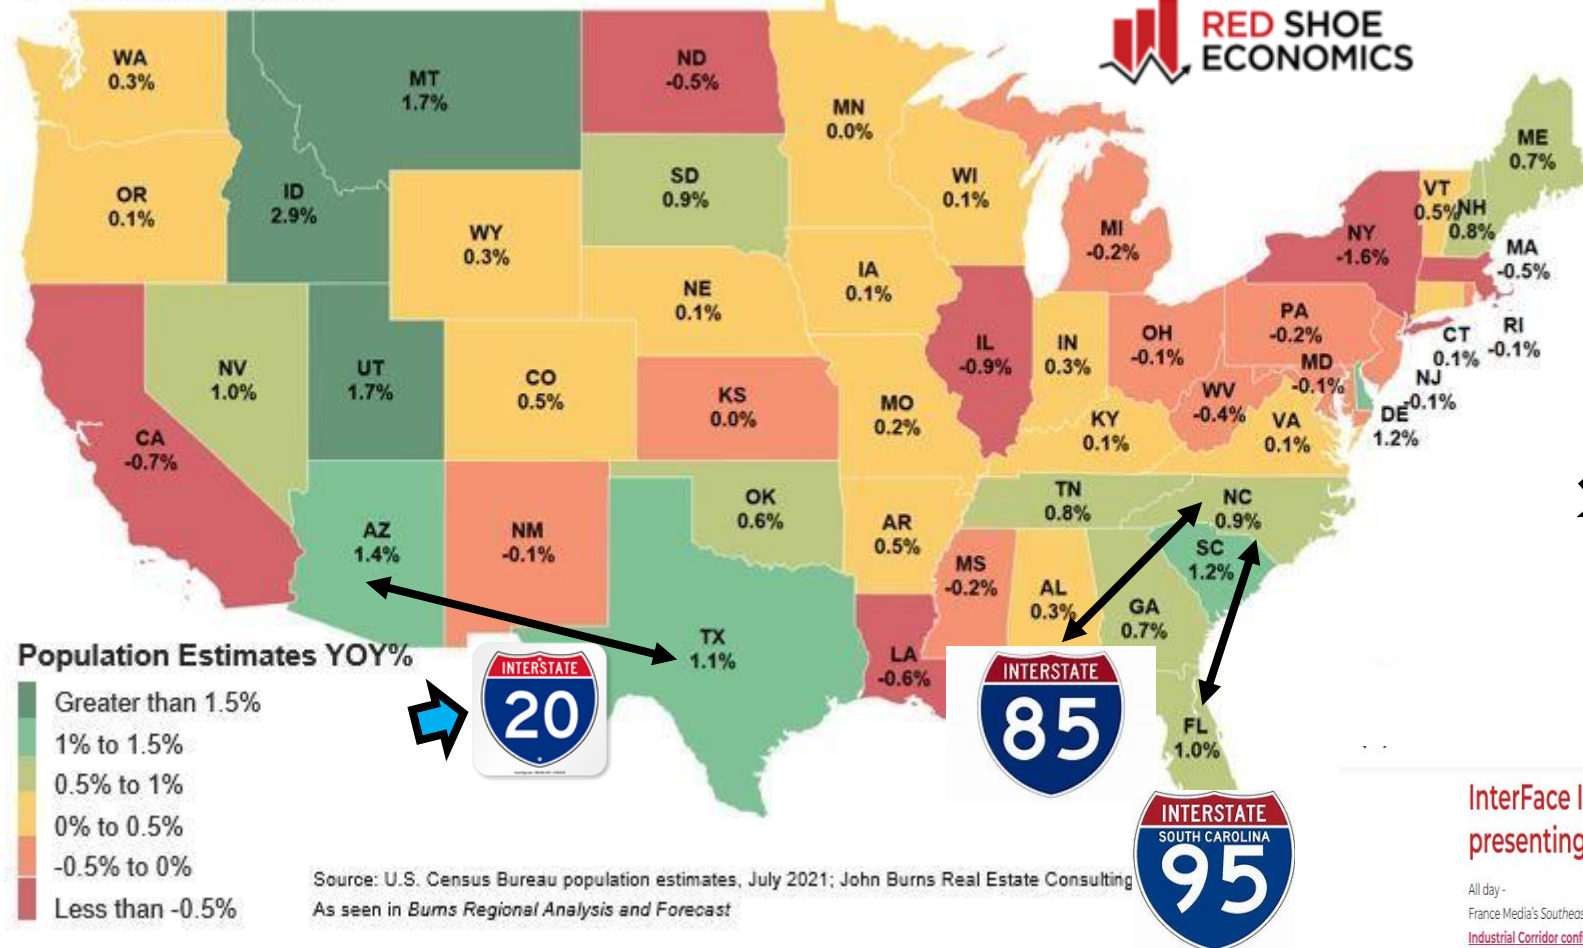 RED SHOE
ECONOMICS
WA
0.3%
MT
1.7%
ND
-0.5%
MN
0.0%
ME
0.7%
OR
0.1%
ID
2.9%
SD
0.9%
WI
0.1%
VT
0.5%
NH
0.8%
WY
0.3%
MI
-0.2%
NY
-1.6%
MA
-0.5%
NE
0.1%
IA
0.1%
PA
-0.2%
NV
1.0%
UT
1.7%
CO
0.5%
IL
-0.9%
IN
0.3%
OH
-0.1%
CT
0.1%
RI
-0.1%
MD
-0.1%
NJ
-0.1%
KS
0.0%
MO
0.2%
WV
-0.4%
VA
0.1%
DE
1.2%
CA
-0.7%
KY
0.1%
AZ
1.4%
NM
-0.1%
OK
0.6%
AR
0.5%
TN
0.8%
NC
0.9%
SC
1.2%
MS
-0.2%
AL
0.3%
GA
0.7%
TX
1.1%
LA
-0.6%
FL
1.0%
INTERSTATE
20
INTERSTATE
85
INTERSTATE
SOUTH CAROLINA
95
Population Estimates YOY%
Greater than 1.5%
1% to 1.5%
0.5% to 1%
0% to 0.5%
-0.5% to 0%
Less than -0.5%
Source: U.S. Census Bureau population estimates, July 2021; John Burns Real Estate Consulting
As seen in Burns Regional Analysis and Forecast
InterFace
presenting
All day -
France Media's
Industrial Corridor